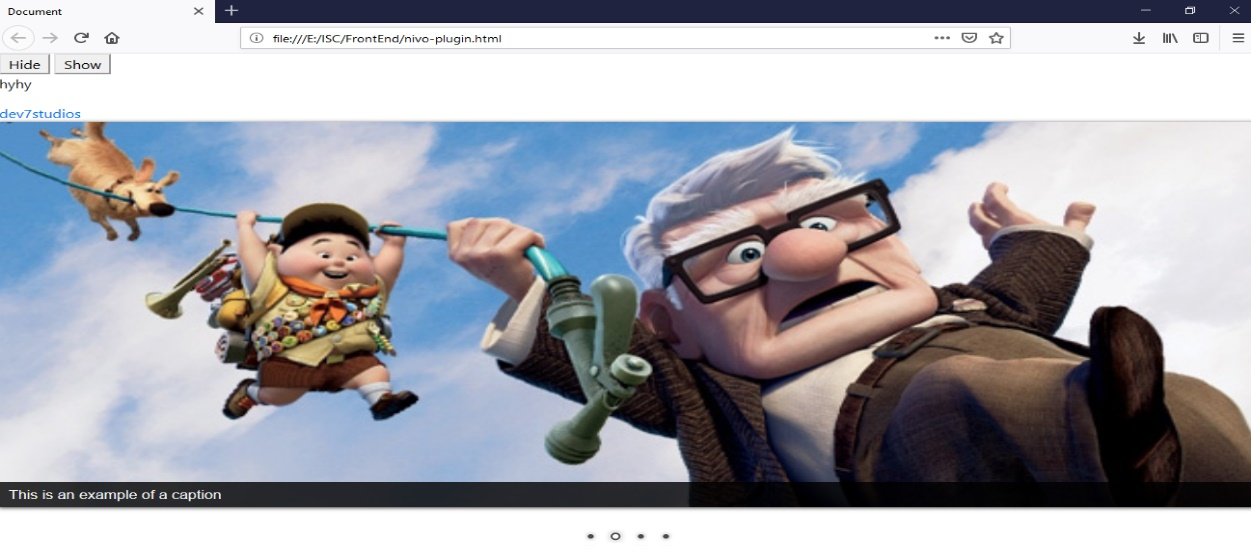 Document
file:///E:/ISC/FrontEnd/nivo-plugin.html
Hide Show
hyhy
dev7studios
This is an example of a caption